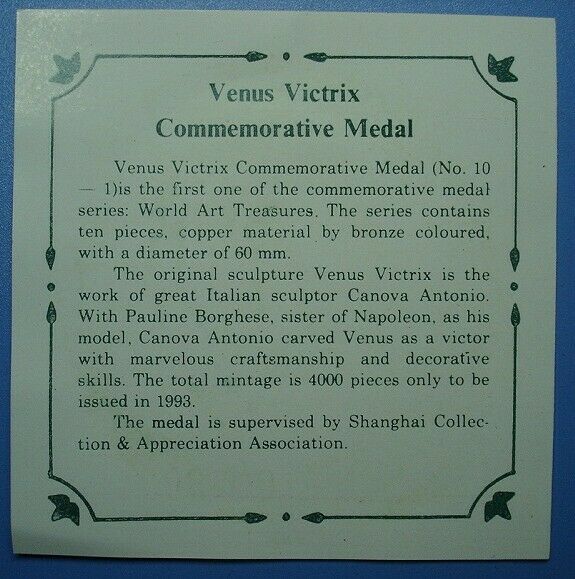 Venus Victrix
Commemorative Medal
Venus Victrix Commemorative Medal (No. 10
— 1)is the first one of the commemorative medal
series: World Art Treasures. The series contains
ten pieces, copper material by bronze coloured,
with a diameter of 60 mm.
The original sculpture Venus Victrix is the
work of great Italian sculptor Canova Antonio.
With Pauline Borghese, sister of Napoleon, as his
model, Canova Antonio carved Venus as a victor
with marvelous craftsmanship and decorative
skills. The total mintage is 4000 pieces only to be
issued in 1993.
The medal is supervised by Shanghai Collec-
tion & Appreciation Association.